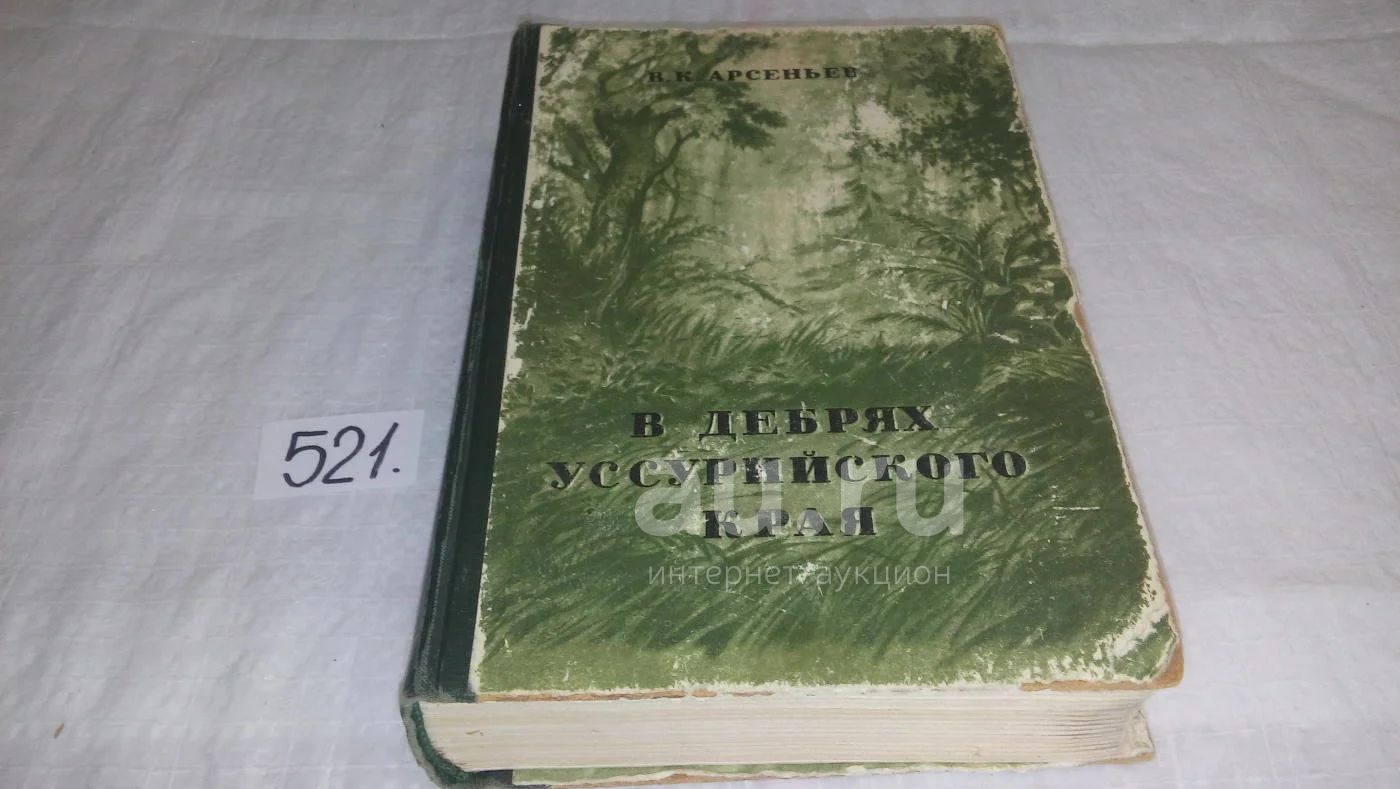 В. К. АРСЕНЬЕВ
В ДЕБРЯХ
УССУРИЙСКОГО
КРАЯ
au.ru
интернет-аукцион
521.